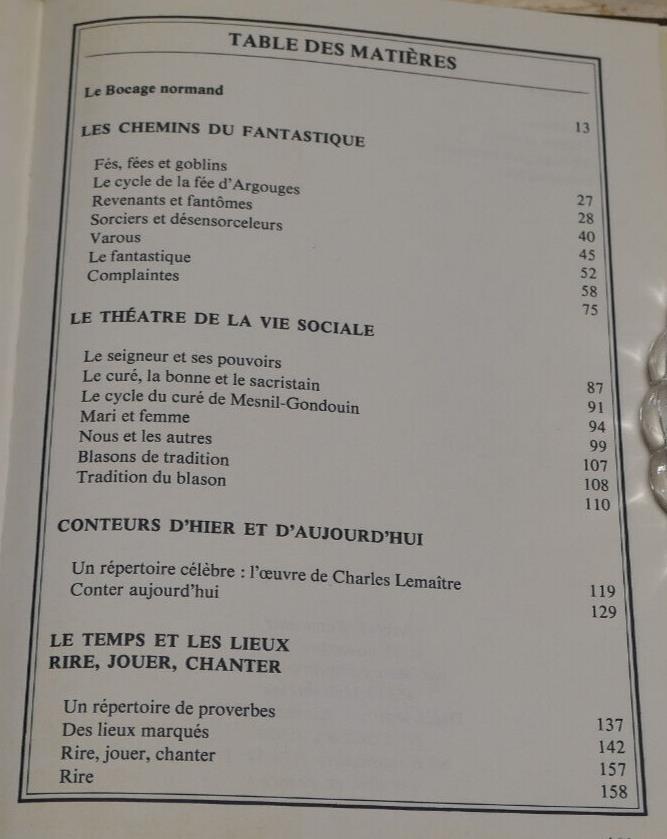 TABLE DES MATIÈRES
Le Bocage normand 13
LES CHEMINS DU FANTASTIQUE
Fés, fées et goblins 27
Le cycle de la fée d'Argouges 28
Revenants et fantômes 40
Sorciers et désensorceleurs 45
Varous 52
Le fantastique 58
Complaintes 75
LE THÉATRE DE LA VIE SOCIALE
Le seigneur et ses pouvoirs 87
Le curé, la bonne et le sacristain 91
Le cycle du curé de Mesnil-Gondouin 94
Mari et femme 99
Nous et les autres 107
Blasons de tradition 108
Tradition du blason 110
CONTEURS D'HIER ET D'AUJOURD'HUI
Un répertoire célèbre : l'œuvre de Charles Lemaître 119
Conter aujourd'hui 129
LE TEMPS ET LES LIEUX
RIRE, JOUER, CHANTER
Un répertoire de proverbes 137
Des lieux marqués 142
Rire, jouer, chanter 157
Rire 158